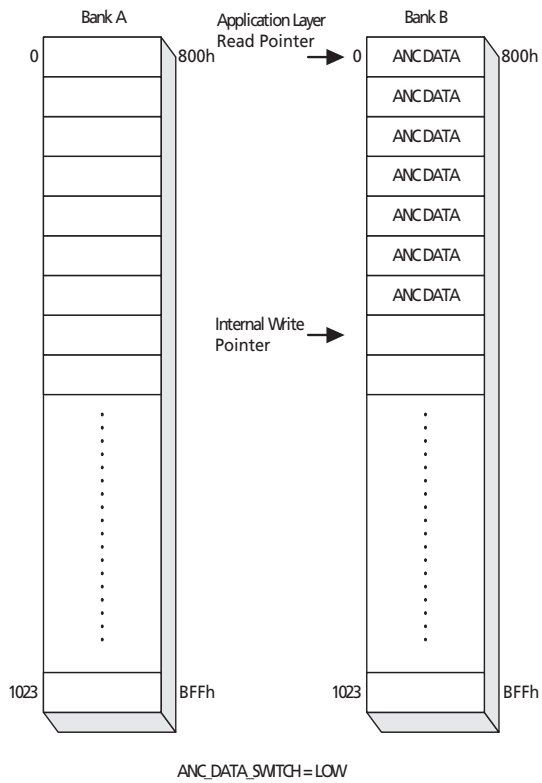 Bank A
Application Layer
Read Pointer
Bank B
0
800h
0
ANC DATA
800h
ANC DATA
ANC DATA
ANC DATA
ANC DATA
ANC DATA
ANC DATA
Internal Write
Pointer
1023
BFFh
1023
BFFh
ANC_DATA_SWITCH = LOW